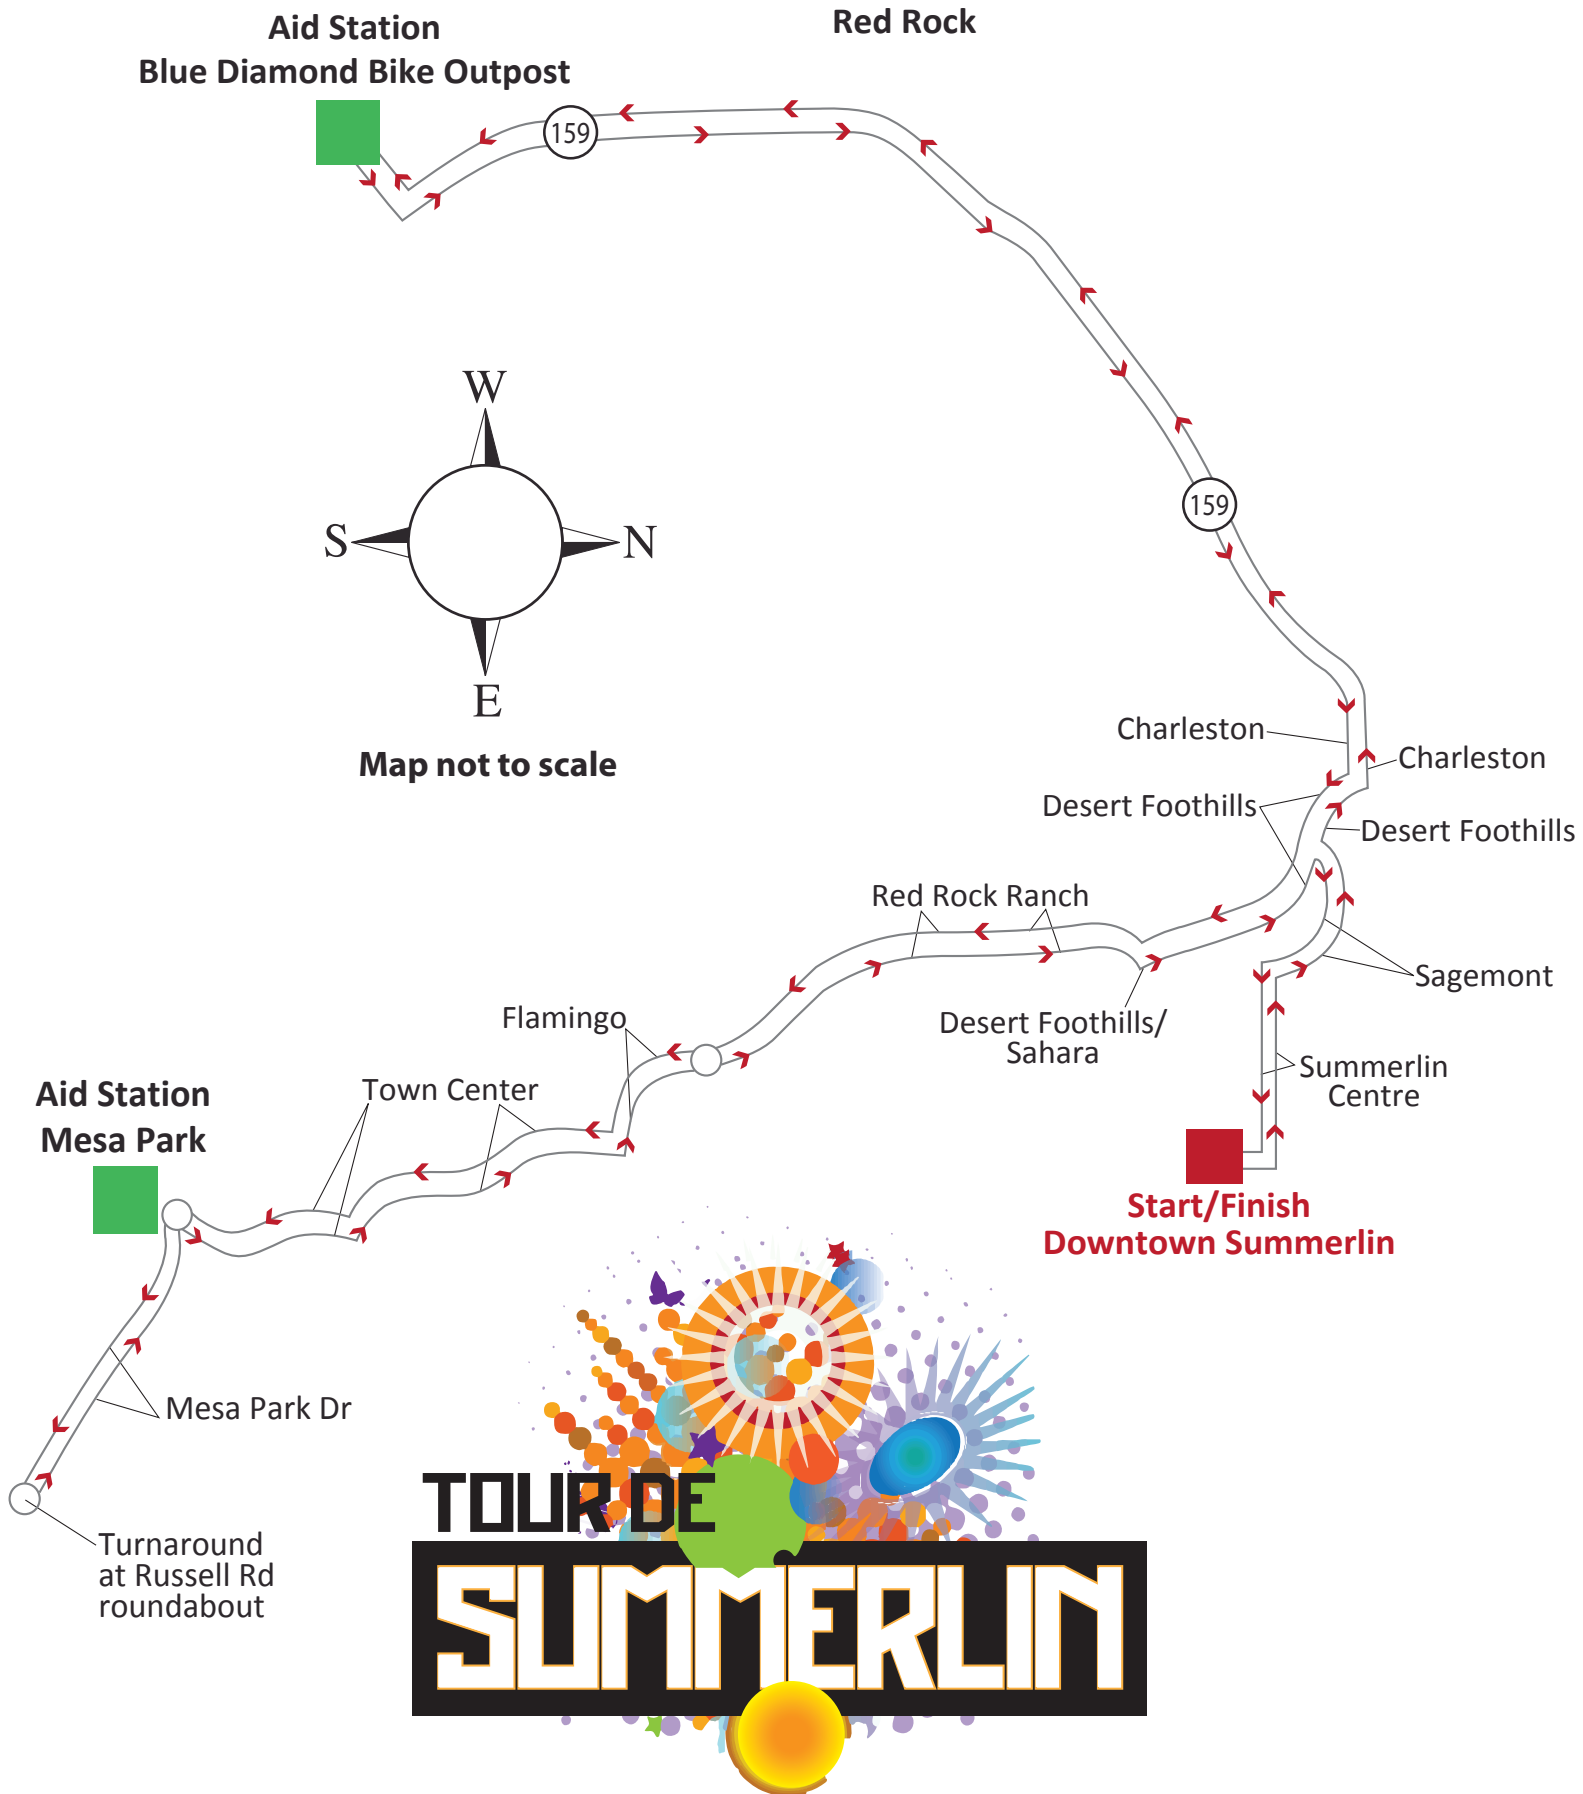 Aid Station
Blue Diamond Bike Outpost
Red Rock
159
W
S
N
E
Map not to scale
159
Charleston
Charleston
Desert Foothills
Desert Foothills
Red Rock Ranch
Sagemont
Desert Foothills/
Sahara
Flamingo
Summerlin
Centre
Town Center
Aid Station
Mesa Park
Start/Finish
Downtown Summerlin
Mesa Park Dr
Turnaround
at Russell Rd
roundabout
TOUR DE
SUMMERLIN